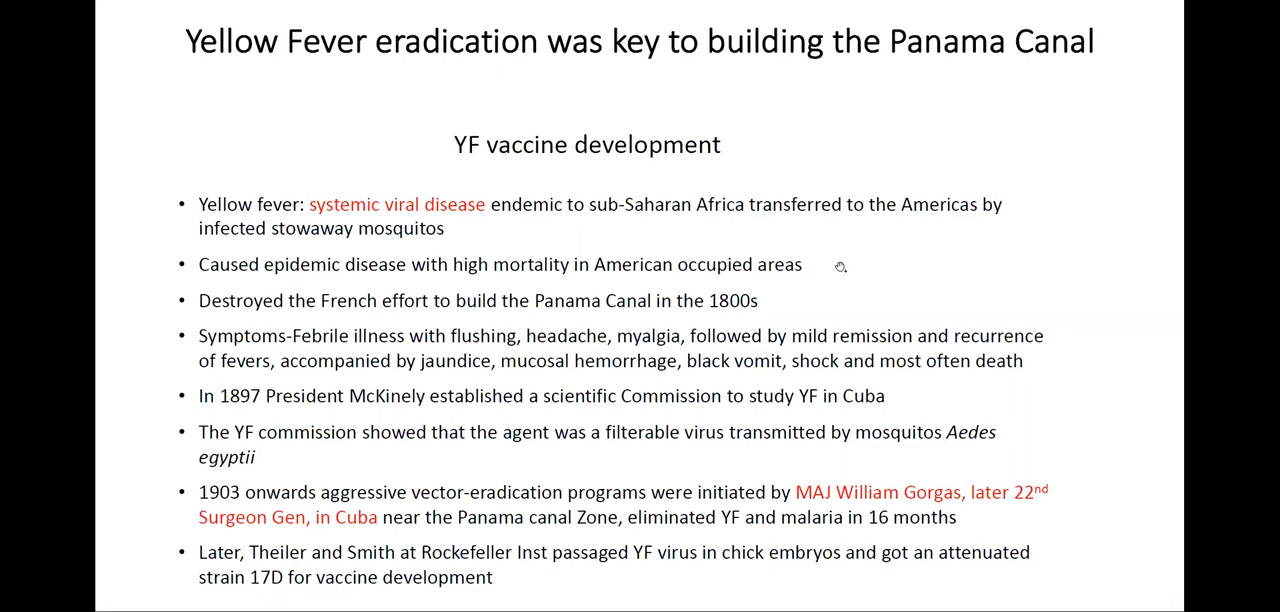 Yellow Fever eradication was key to building the Panama Canal
YF vaccine development
• Yellow fever: systemic viral disease endemic to sub-Saharan Africa transferred to the Americas by
infected stowaway mosquitos
• Caused epidemic disease with high mortality in American occupied areas
• Destroyed the French effort to build the Panama Canal in the 1800s
• Symptoms-Febrile illness with flushing, headache, myalgia, followed by mild remission and recurrence
of fevers, accompanied by jaundice, mucosal hemorrhage, black vomit, shock and most often death
• In 1897 President McKinely established a scientific Commission to study YF in Cuba
• The YF commission showed that the agent was a filterable virus transmitted by mosquitos Aedes
egyptii
• 1903 onwards aggressive vector-eradication programs were initiated by MAJ William Gorgas, later 22nd
Surgeon Gen, in Cuba near the Panama canal Zone, eliminated YF and malaria in 16 months
• Later, Theiler and Smith at Rockefeller Inst passaged YF virus in chick embryos and got an attenuated
strain 17D for vaccine development